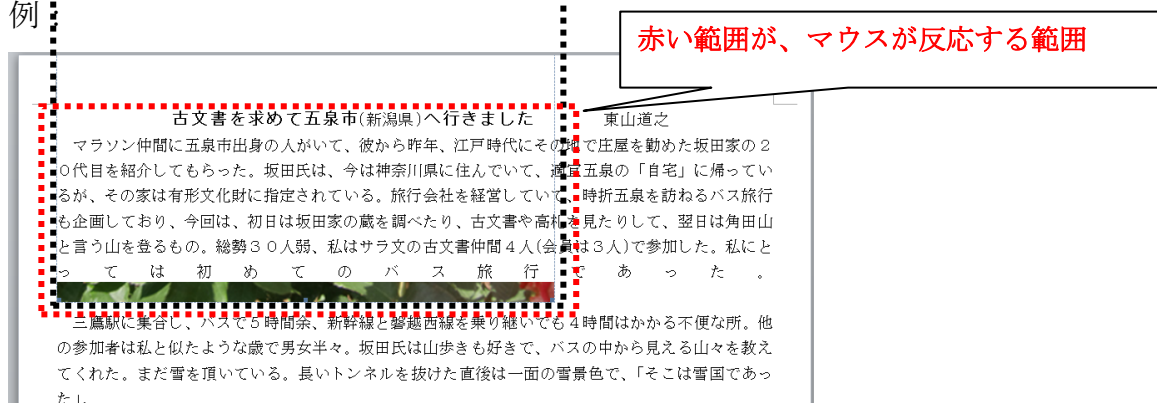 例
赤い範囲が、マウスが反応する範囲
古文書を求めて五泉市(新潟県)へ行きました　東山道之
マラソン仲間に五泉市出身の人がいて、彼から昨年、江戸時代にその地で庄屋を勤めた坂田家の２
０代目を紹介してもらった。坂田氏は、今は神奈川県に住んでいて、適宜五泉の「自宅」に帰ってい
るが、その家は有形文化財に指定されている。旅行会社を経営していて、時折五泉を訪ねるバス旅行
も企画しており、今回は、初日は坂田家の蔵を調べたり、古文書や高札を見たりして、翌日は角田山
と言う山を登るもの。総勢３０人弱、私はサラ文の古文書仲間４人(会員は３人)で参加した。私にと
っては初めてのバス旅行であった。
三鷹駅に集合し、バスで５時間余、新幹線と磐越西線を乗り継いでも４時間はかかる不便な所。他
の参加者は私と似たような歳で男女半々。坂田氏は山歩きも好きで、バスの中から見える山々を教え
てくれた。まだ雪を頂いている。長いトンネルを抜けた直後は一面の雪景色で、「そこは雪国であっ
た」